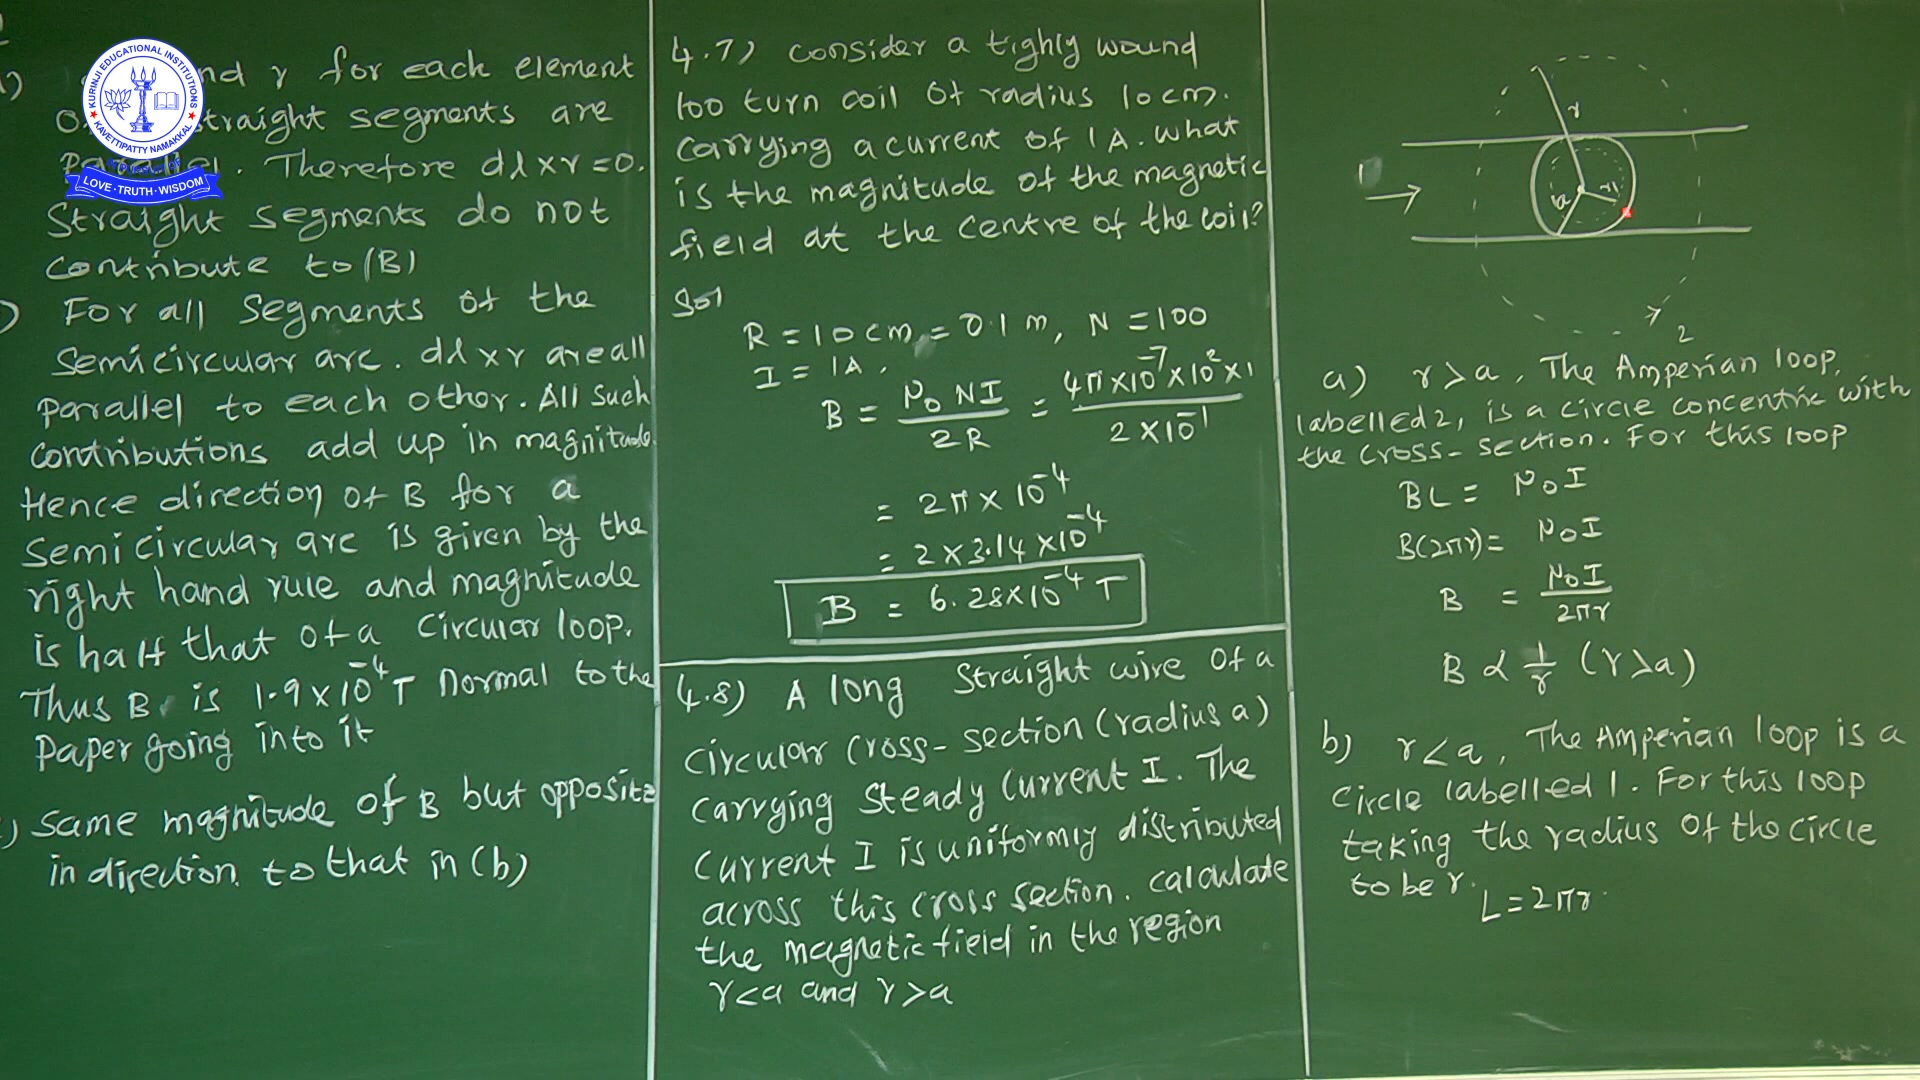 KURINJI EDUCATIONAL INSTITUTIONS
KAVETTIPATTY NAMAKKAL
LOVE · TRUTH · WISDOM
nd r for each element
straight segments are
Parallel. Therefore dl x r = 0.
Straight segments do not
contribute to (B)
For all segments of the
semicircular arc. dl x r are all
parallel to each other. All such
contributions add up in magnitude.
Hence direction of B for a
semicircular arc is given by the
right hand rule and magnitude
is half that of a circular loop.
Thus B is 1.9 x 10⁻⁴ T normal to the
paper going into it
) Same magnitude of B but opposite
in direction to that in (b)
4.7) Consider a tighly wound
100 turn coil of radius 10 cm.
carrying a current of 1 A. what
is the magnitude of the magnetic
field at the centre of the coil?
Sol
R = 10 cm = 0.1 m, N = 100
I = 1A.
B = μ₀ NI / 2R = 4π x 10⁻⁷ x 10² x 1 / 2 x 10⁻¹
= 2π x 10⁻⁴
= 2 x 3.14 x 10⁻⁴
B = 6.28 x 10⁻⁴ T
4.8) A long straight wire of a
circular cross-section (radius a)
carrying steady current I. The
current I is uniformly distributed
across this cross section. calculate
the magnetic field in the region
r<a and r>a
r
a
r1
2
a) r>a, The Amperian loop,
labelled 2, is a circle concentric with
the cross-section. For this loop
BL = μ₀I
B(2πr) = μ₀I
B = μ₀I / 2πr
B ∝ 1/r (r>a)
b) r<a, The Amperian loop is a
circle labelled 1. For this loop
taking the radius of the circle
to be r.
L = 2πr.